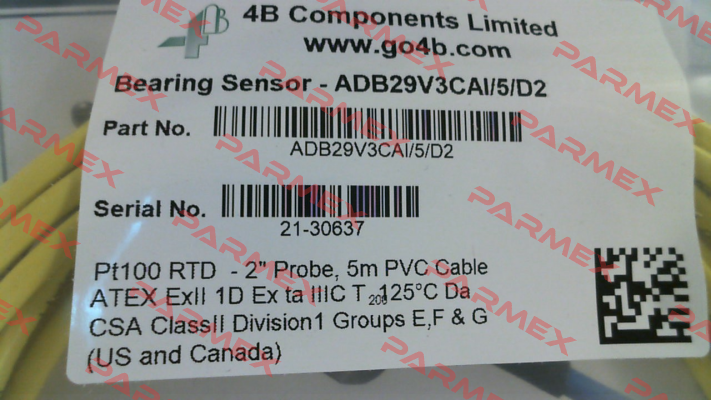 4B Components Limited
www.go4b.com
Bearing Sensor - ADB29V3CAI/5/D2
Part No.
ADB29V3CAI/5/D2
Serial No.
21-30637
Pt100 RTD - 2" Probe, 5m PVC Cable
ATEX ExII 1D Ex ta IIIC T 200 125°C Da
CSA ClassII Division1 Groups E,F & G
(US and Canada)
PARMEX